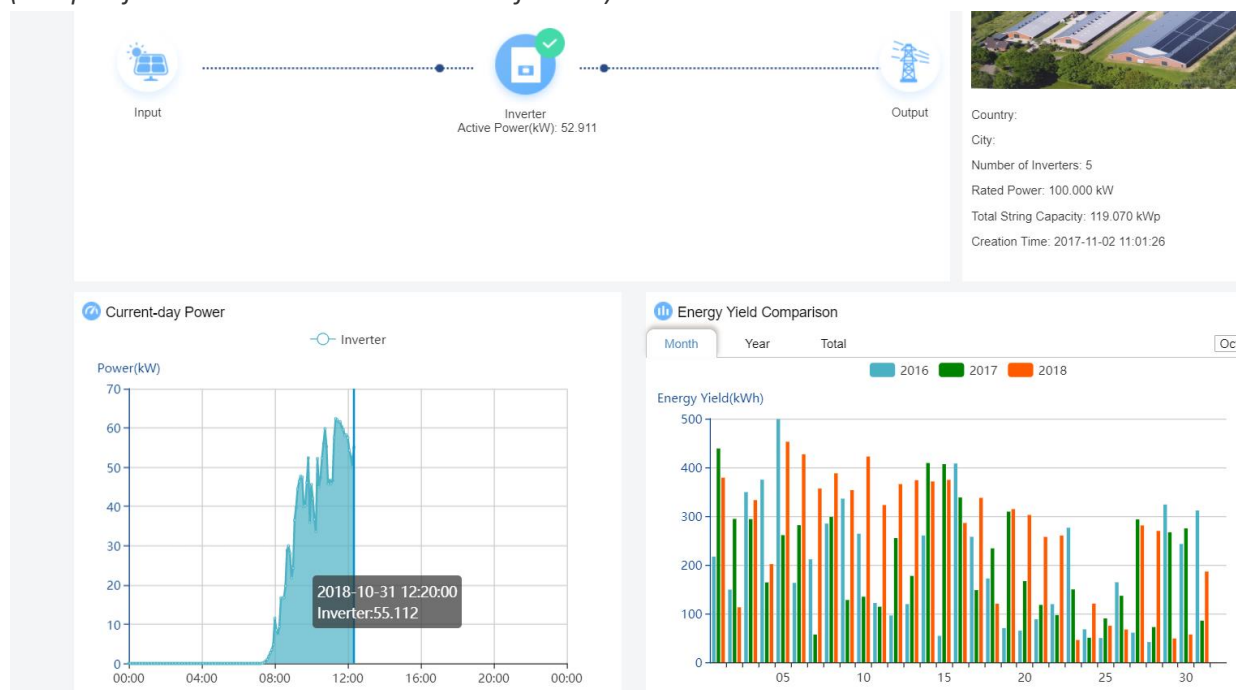 Input
Inverter
Active Power(kW): 52.911
Output
Country:
City:
Number of Inverters: 5
Rated Power: 100.000 kW
Total String Capacity: 119.070 kWp
Creation Time: 2017-11-02 11:01:26
Current-day Power
Inverter
Power(kW)
70
60
50
40
30
20
10
0
2018-10-31 12:20:00
Inverter:55.112
00:00 04:00 08:00 12:00 16:00 20:00 00:00
Energy Yield Comparison
Month Year Total Oc
2016 2017 2018
Energy Yield(kWh)
500
400
300
200
100
0
05 10 15 20 25 30